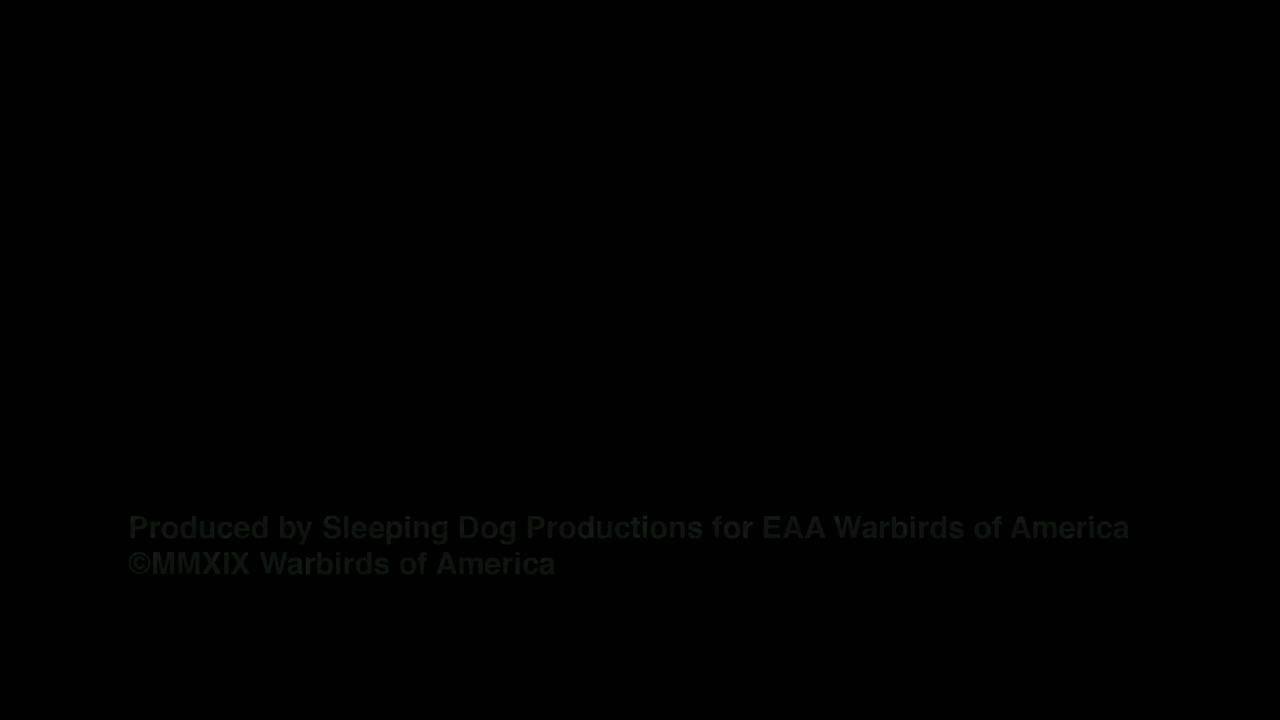 Produced by Sleeping Dog Productions for EAA Warbirds of America
©MMXIX Warbirds of America